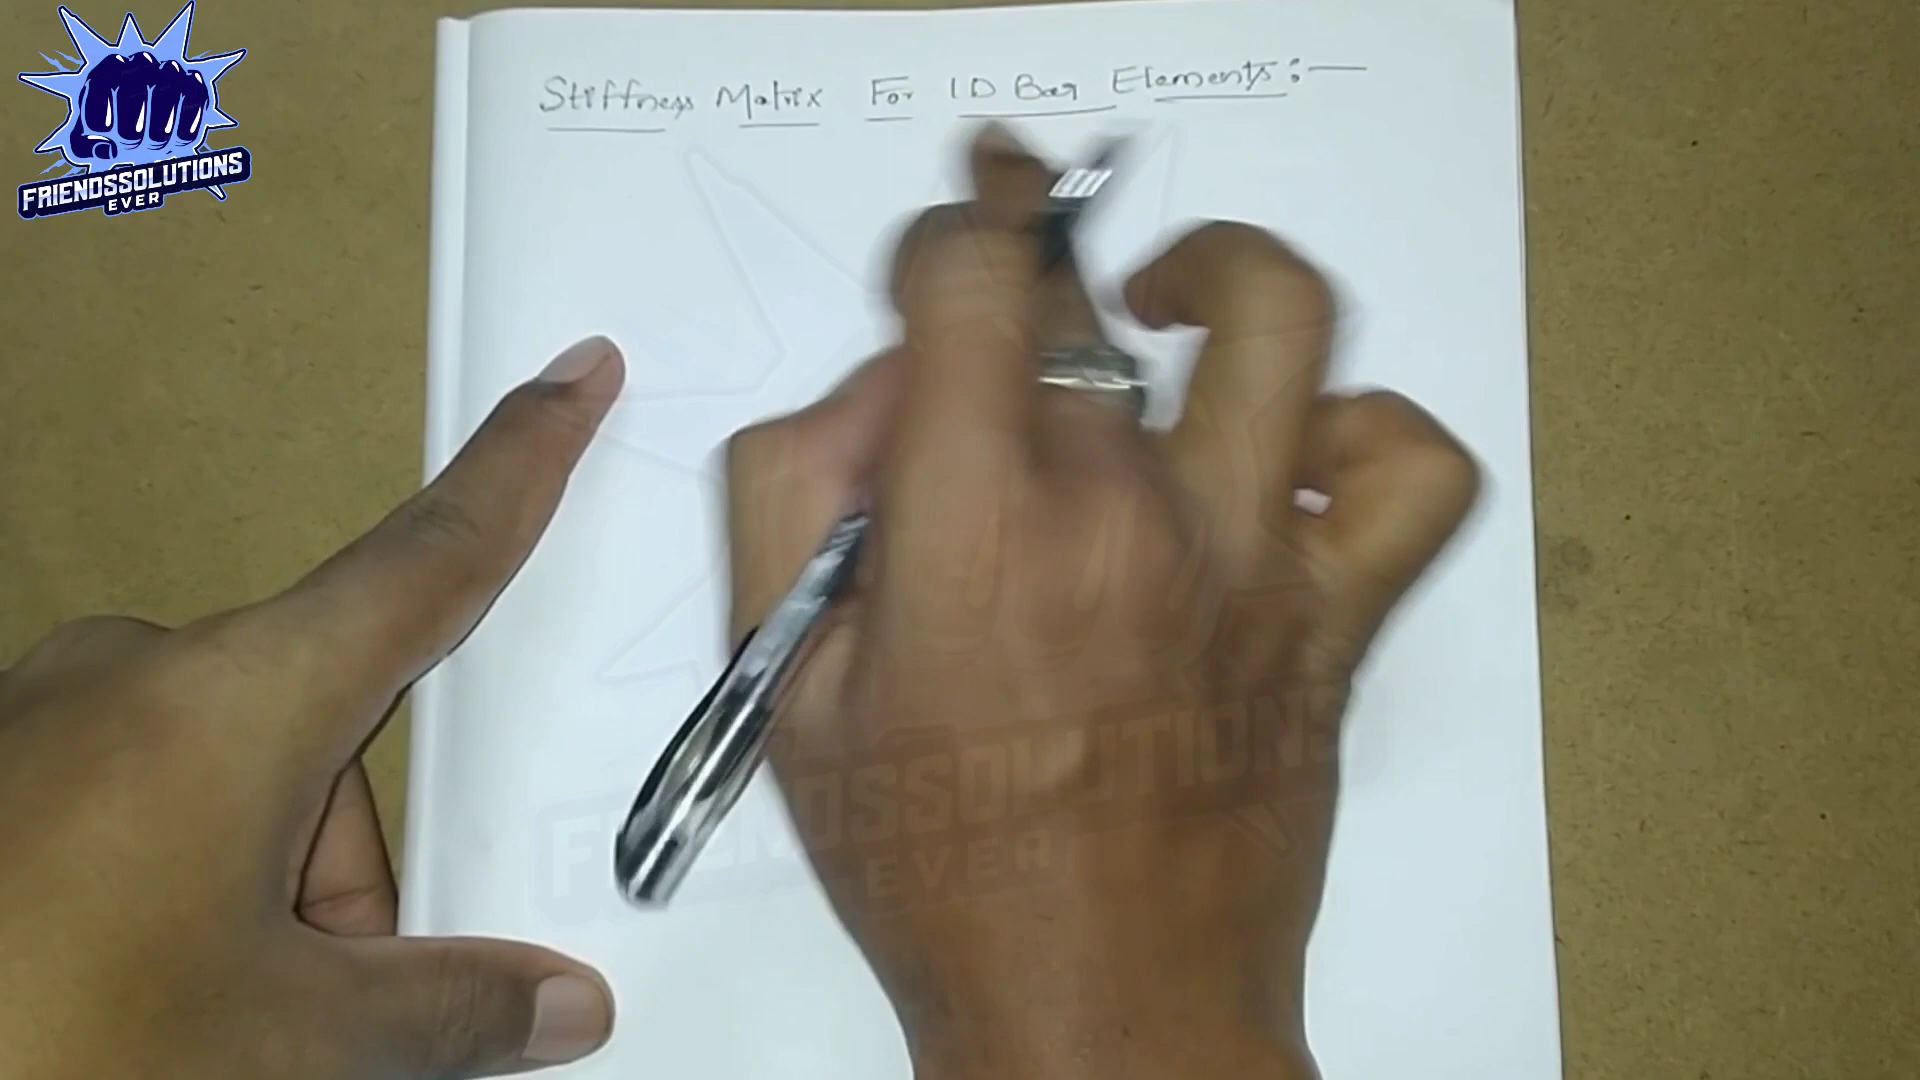 FRIENDSSOLUTIONS
EVER
Stiffness Matrix For 1D Bar Elements:—
FRIENDSSOLUTIONS
EVER